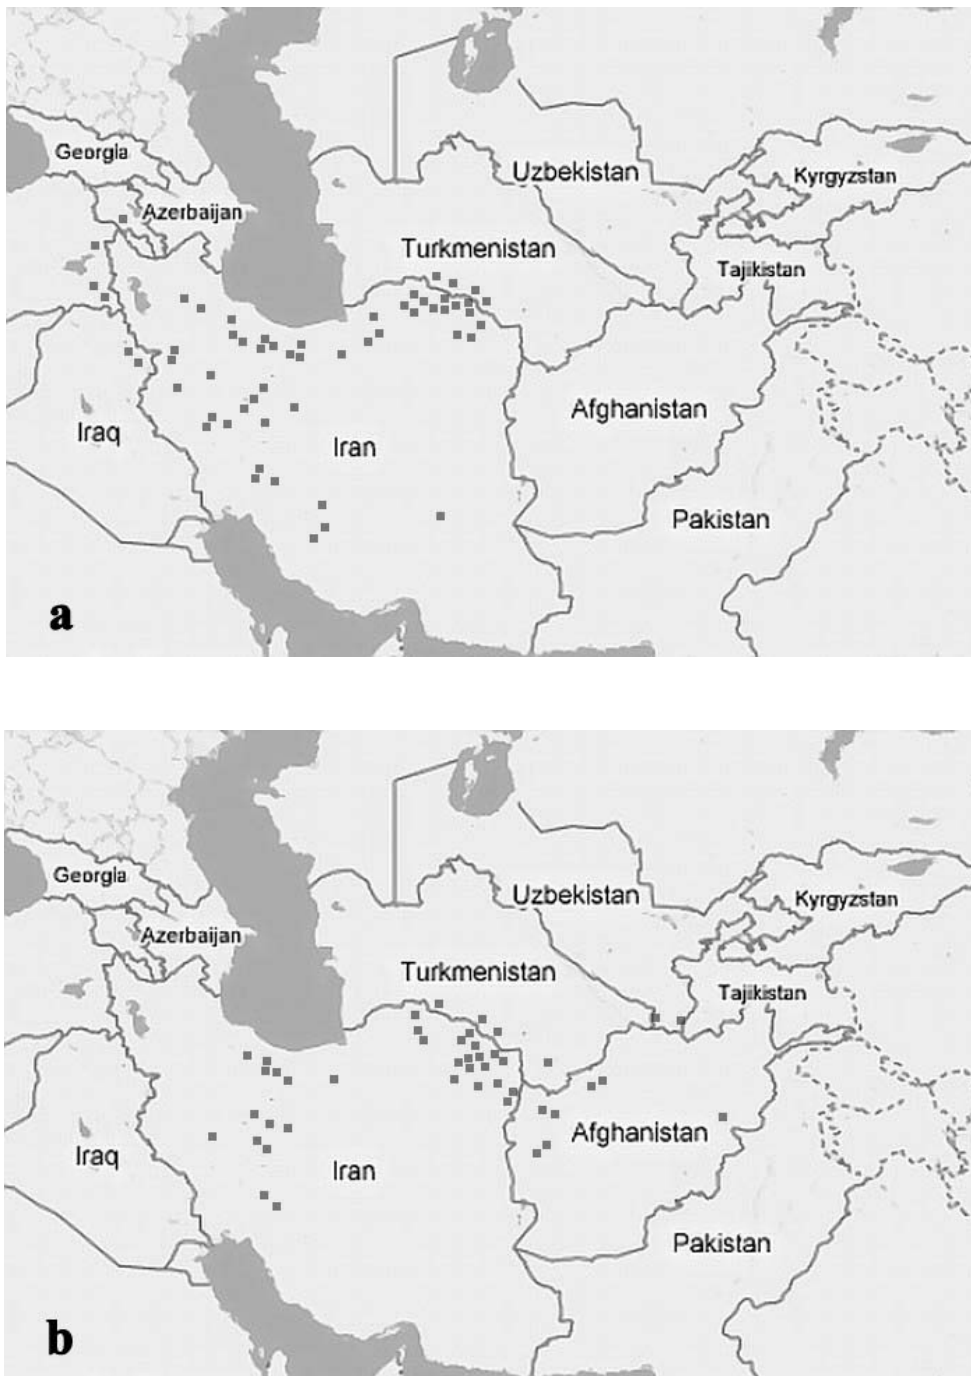 Georgia
Uzbekistan
Kyrgyzstan
Azerbaijan
Turkmenistan
Tajikistan
Afghanistan
Iraq
Iran
Pakistan
a
Georgia
Uzbekistan
Kyrgyzstan
Azerbaijan
Turkmenistan
Tajikistan
Afghanistan
Iraq
Iran
Pakistan
b